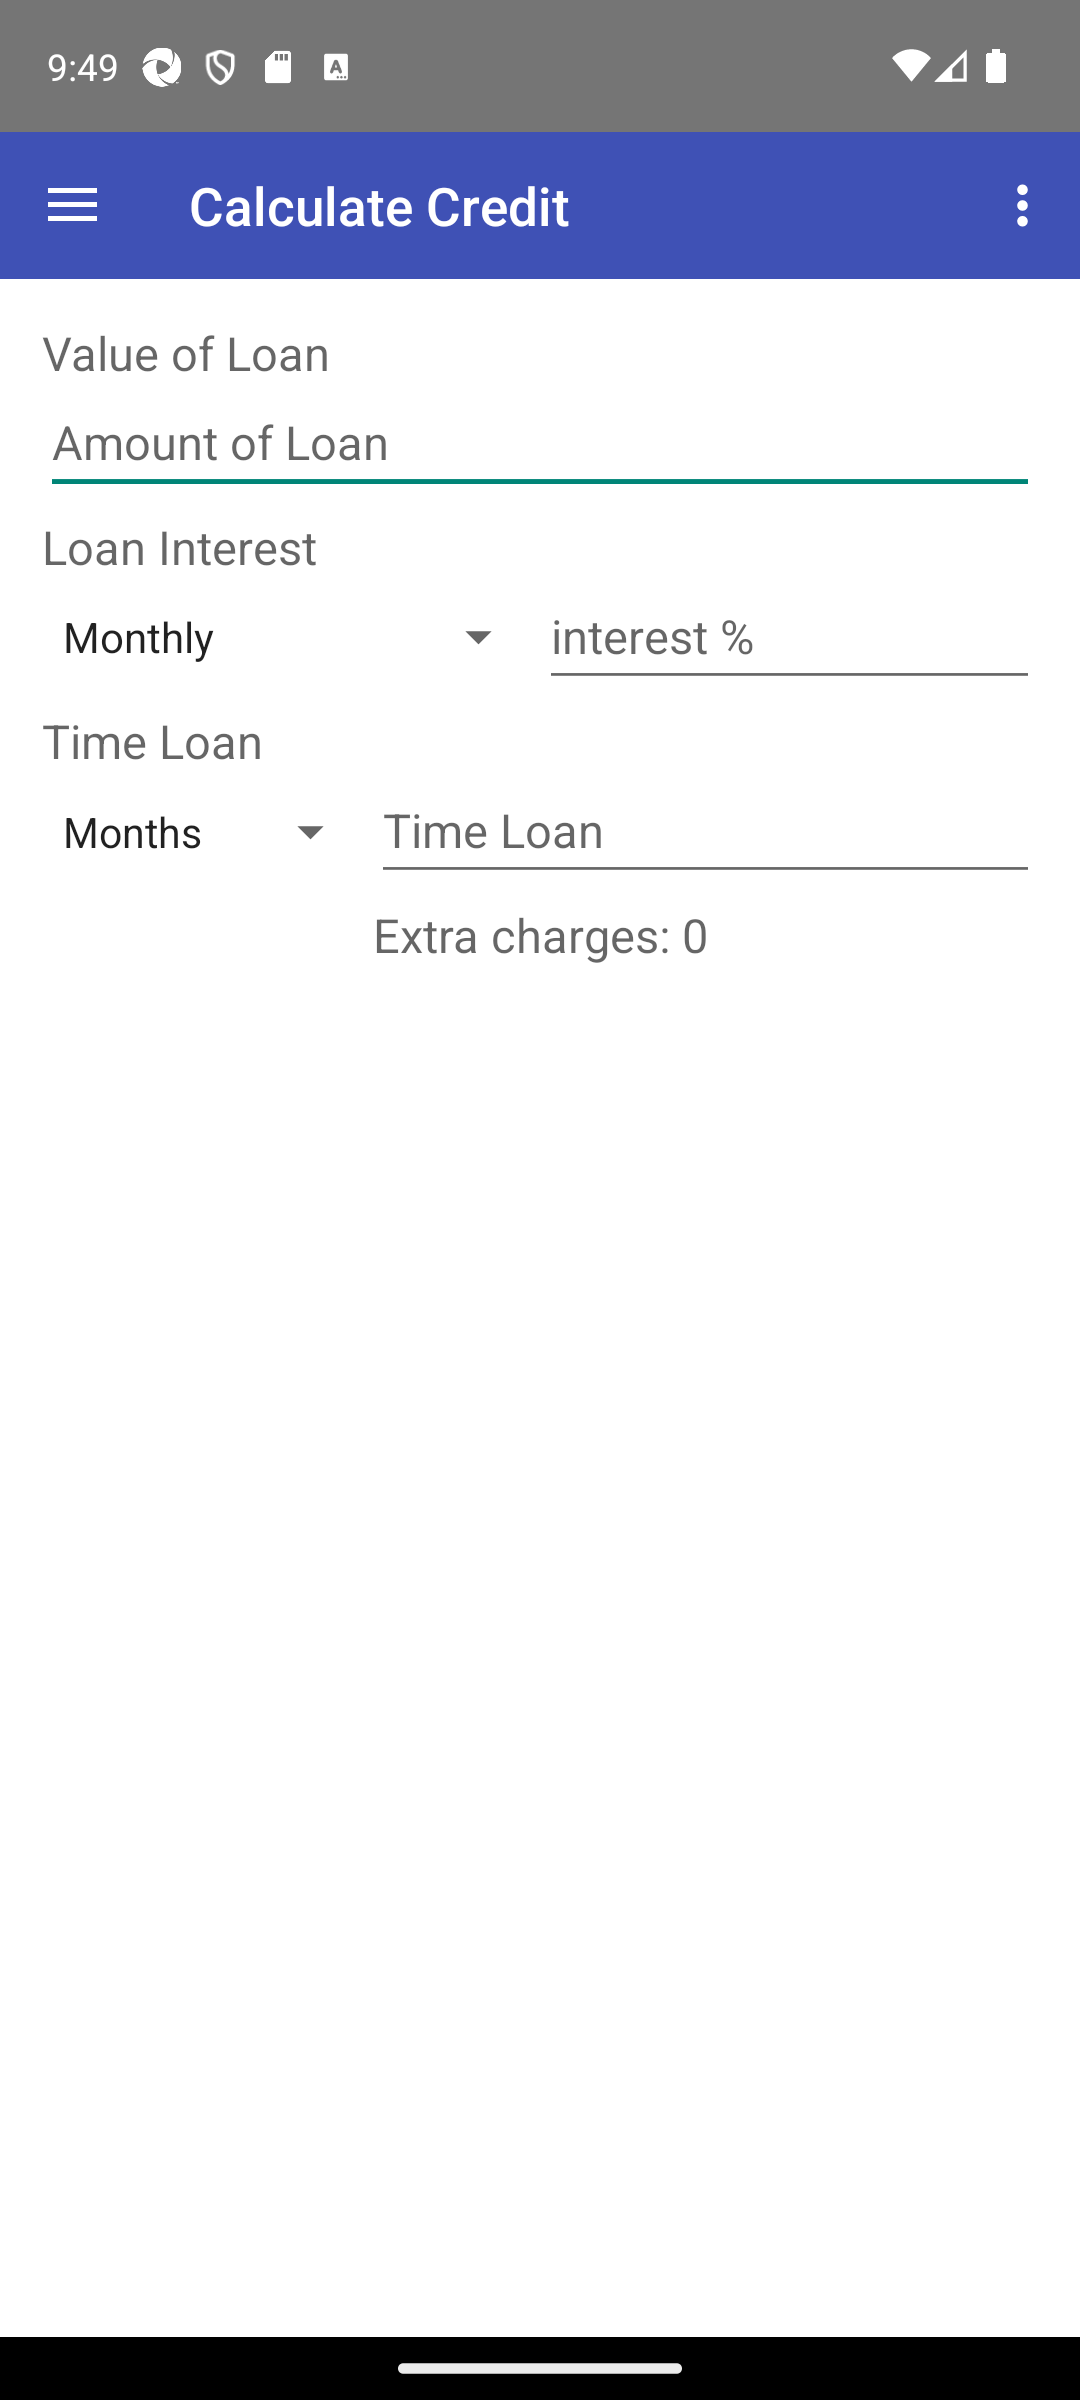 9:49
Calculate Credit
Value of Loan
Amount of Loan
Loan Interest
Monthly
interest %
Time Loan
Months
Time Loan
Extra charges: 0